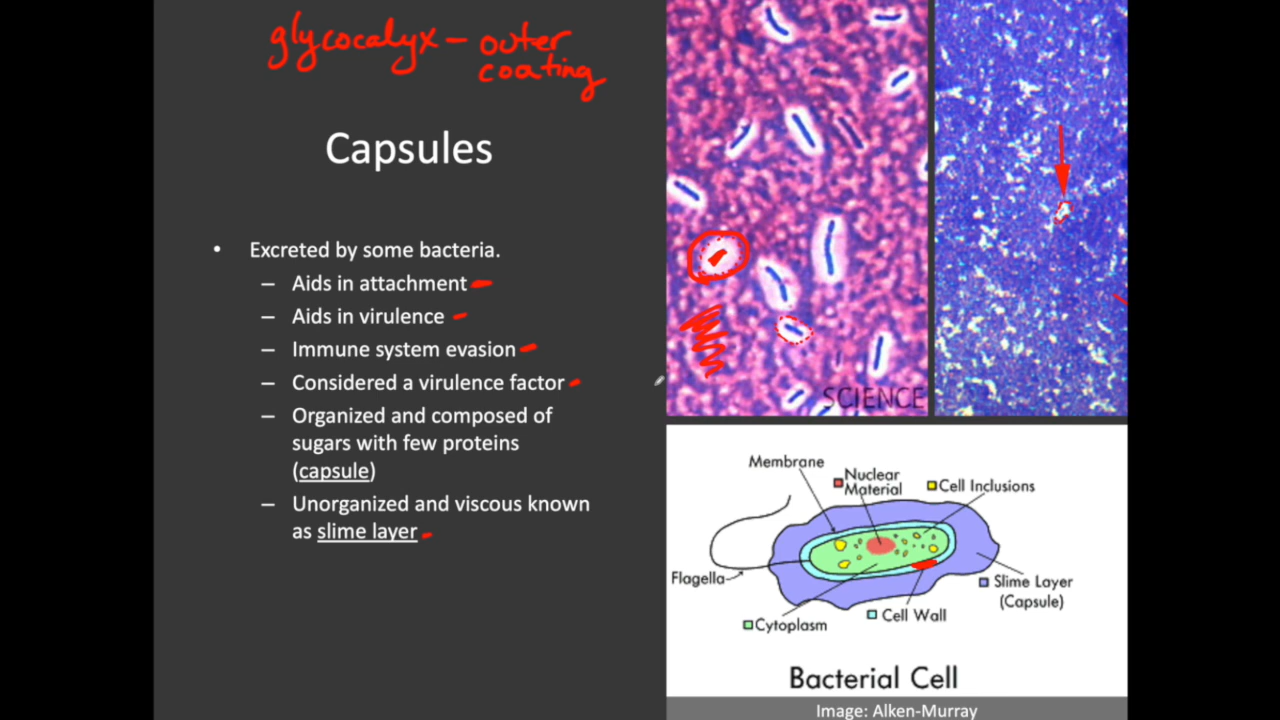 glycocalyx – outer
coating
Capsules
• Excreted by some bacteria.
– Aids in attachment
– Aids in virulence
– Immune system evasion
– Considered a virulence factor
– Organized and composed of
sugars with few proteins
(capsule)
– Unorganized and viscous known
as slime layer
SCIENCE
Membrane
Nuclear
Material
Cell Inclusions
Flagella
Slime Layer
(Capsule)
Cell Wall
Cytoplasm
Bacterial Cell
Image: Alken-Murray